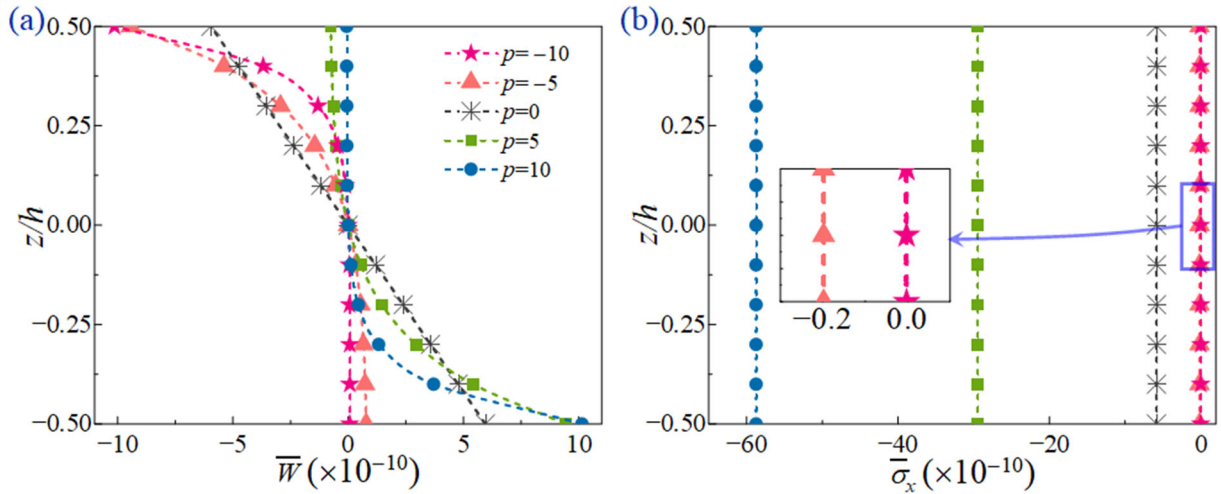 (a)
0.50
0.25
0.00
−0.25
−0.50
z/h
−10
−5
0
5
10
W̅ (×10⁻¹⁰)
p= −10
p= −5
p=0
p=5
p=10
(b)
0.50
0.25
0.00
−0.25
−0.50
z/h
−60
−40
−20
0
σ̅ₓ (×10⁻¹⁰)
−0.2
0.0